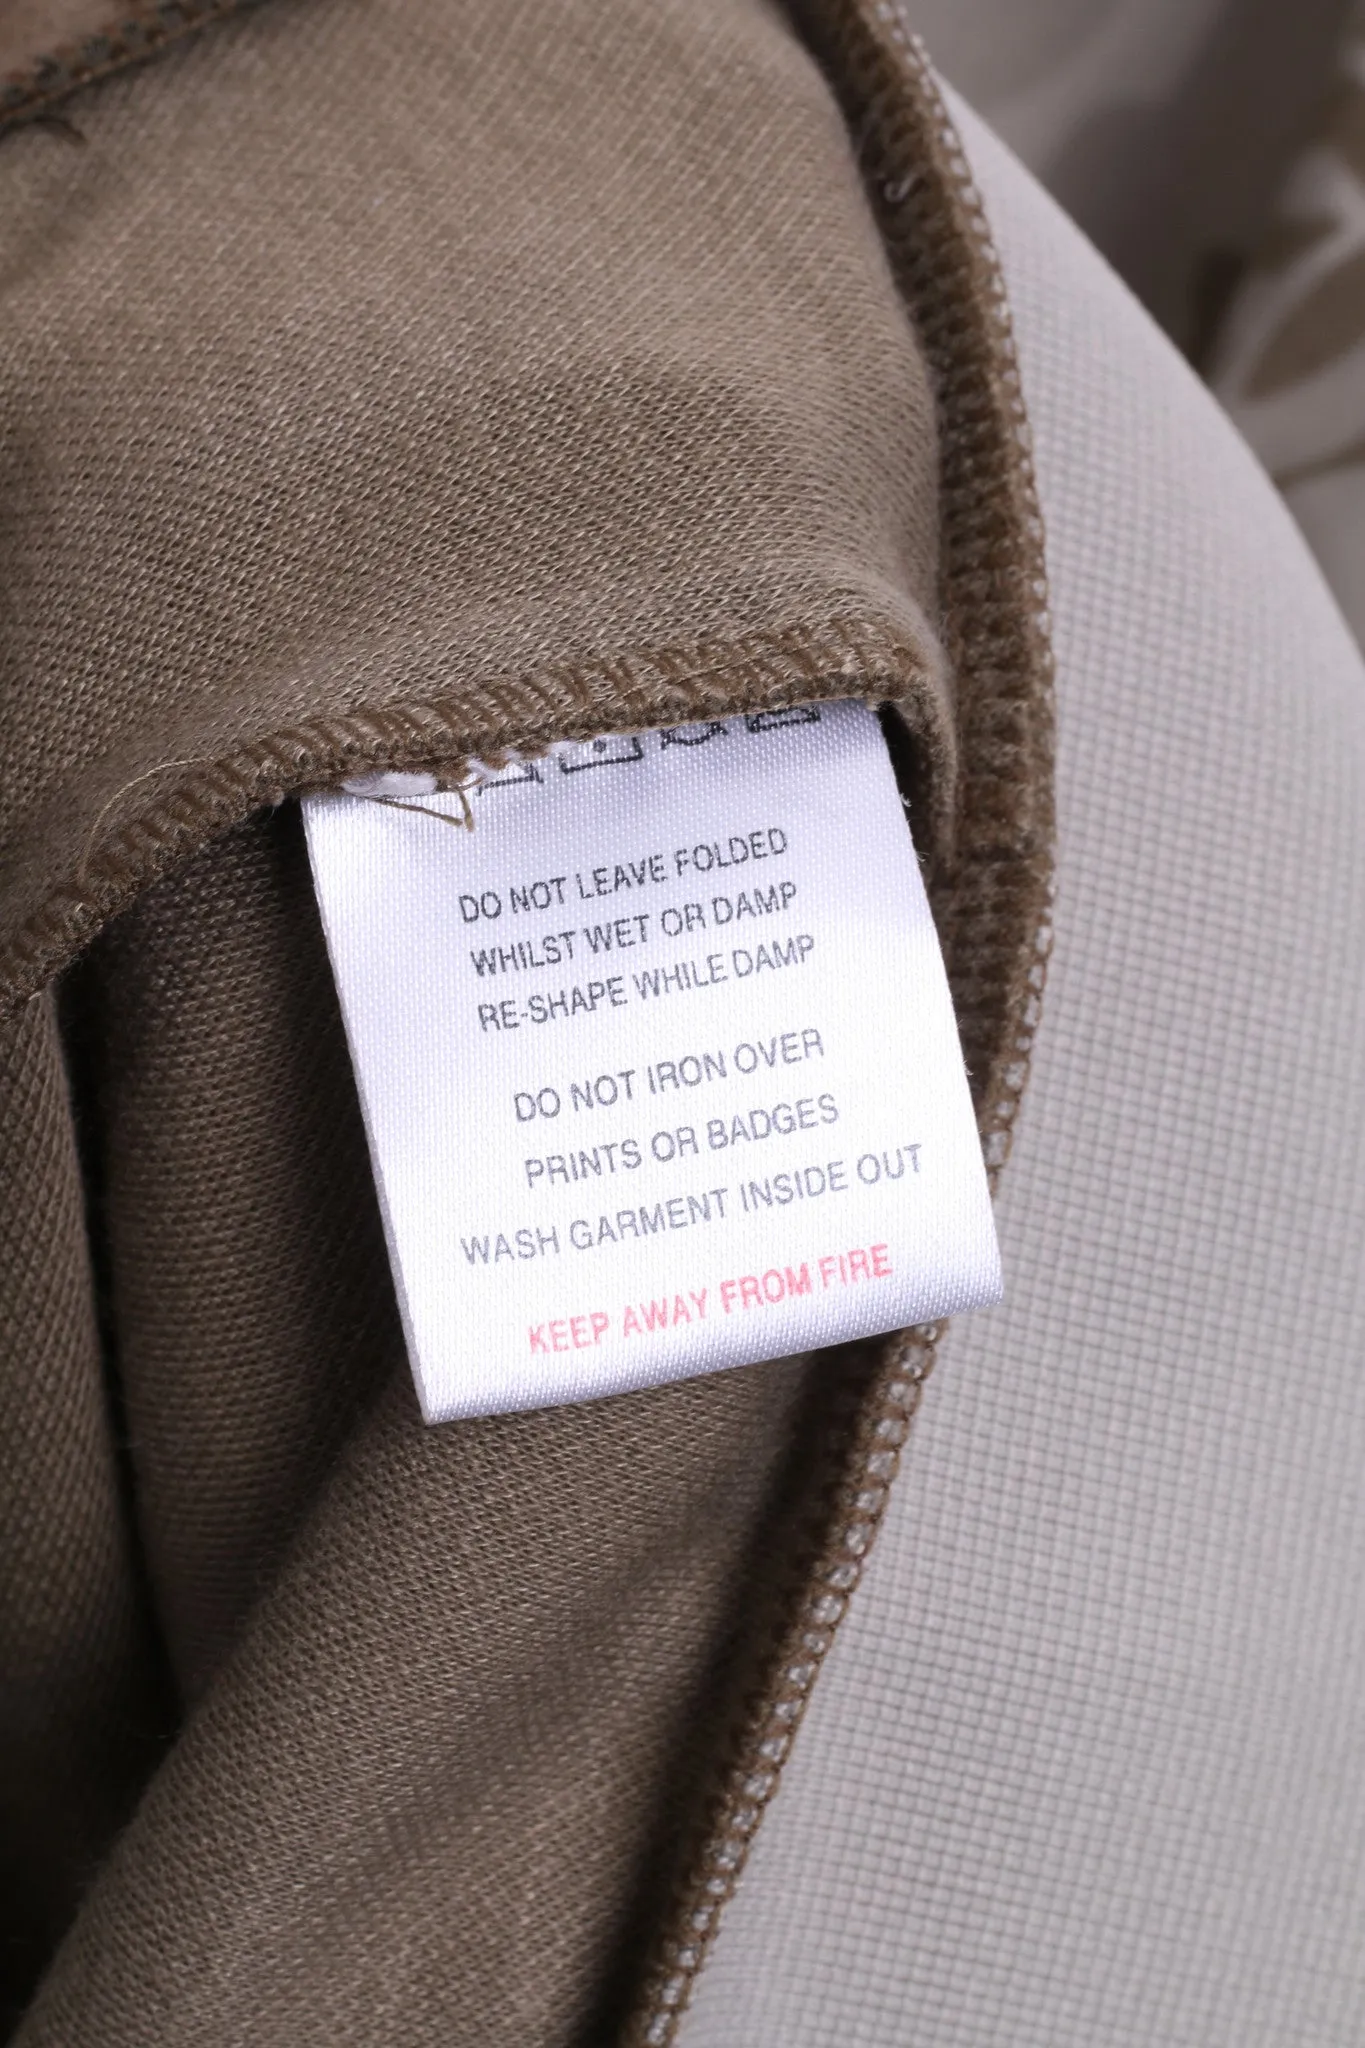 DO NOT LEAVE FOLDED
WHILST WET OR DAMP
RE-SHAPE WHILE DAMP
DO NOT IRON OVER
PRINTS OR BADGES
WASH GARMENT INSIDE OUT
KEEP AWAY FROM FIRE